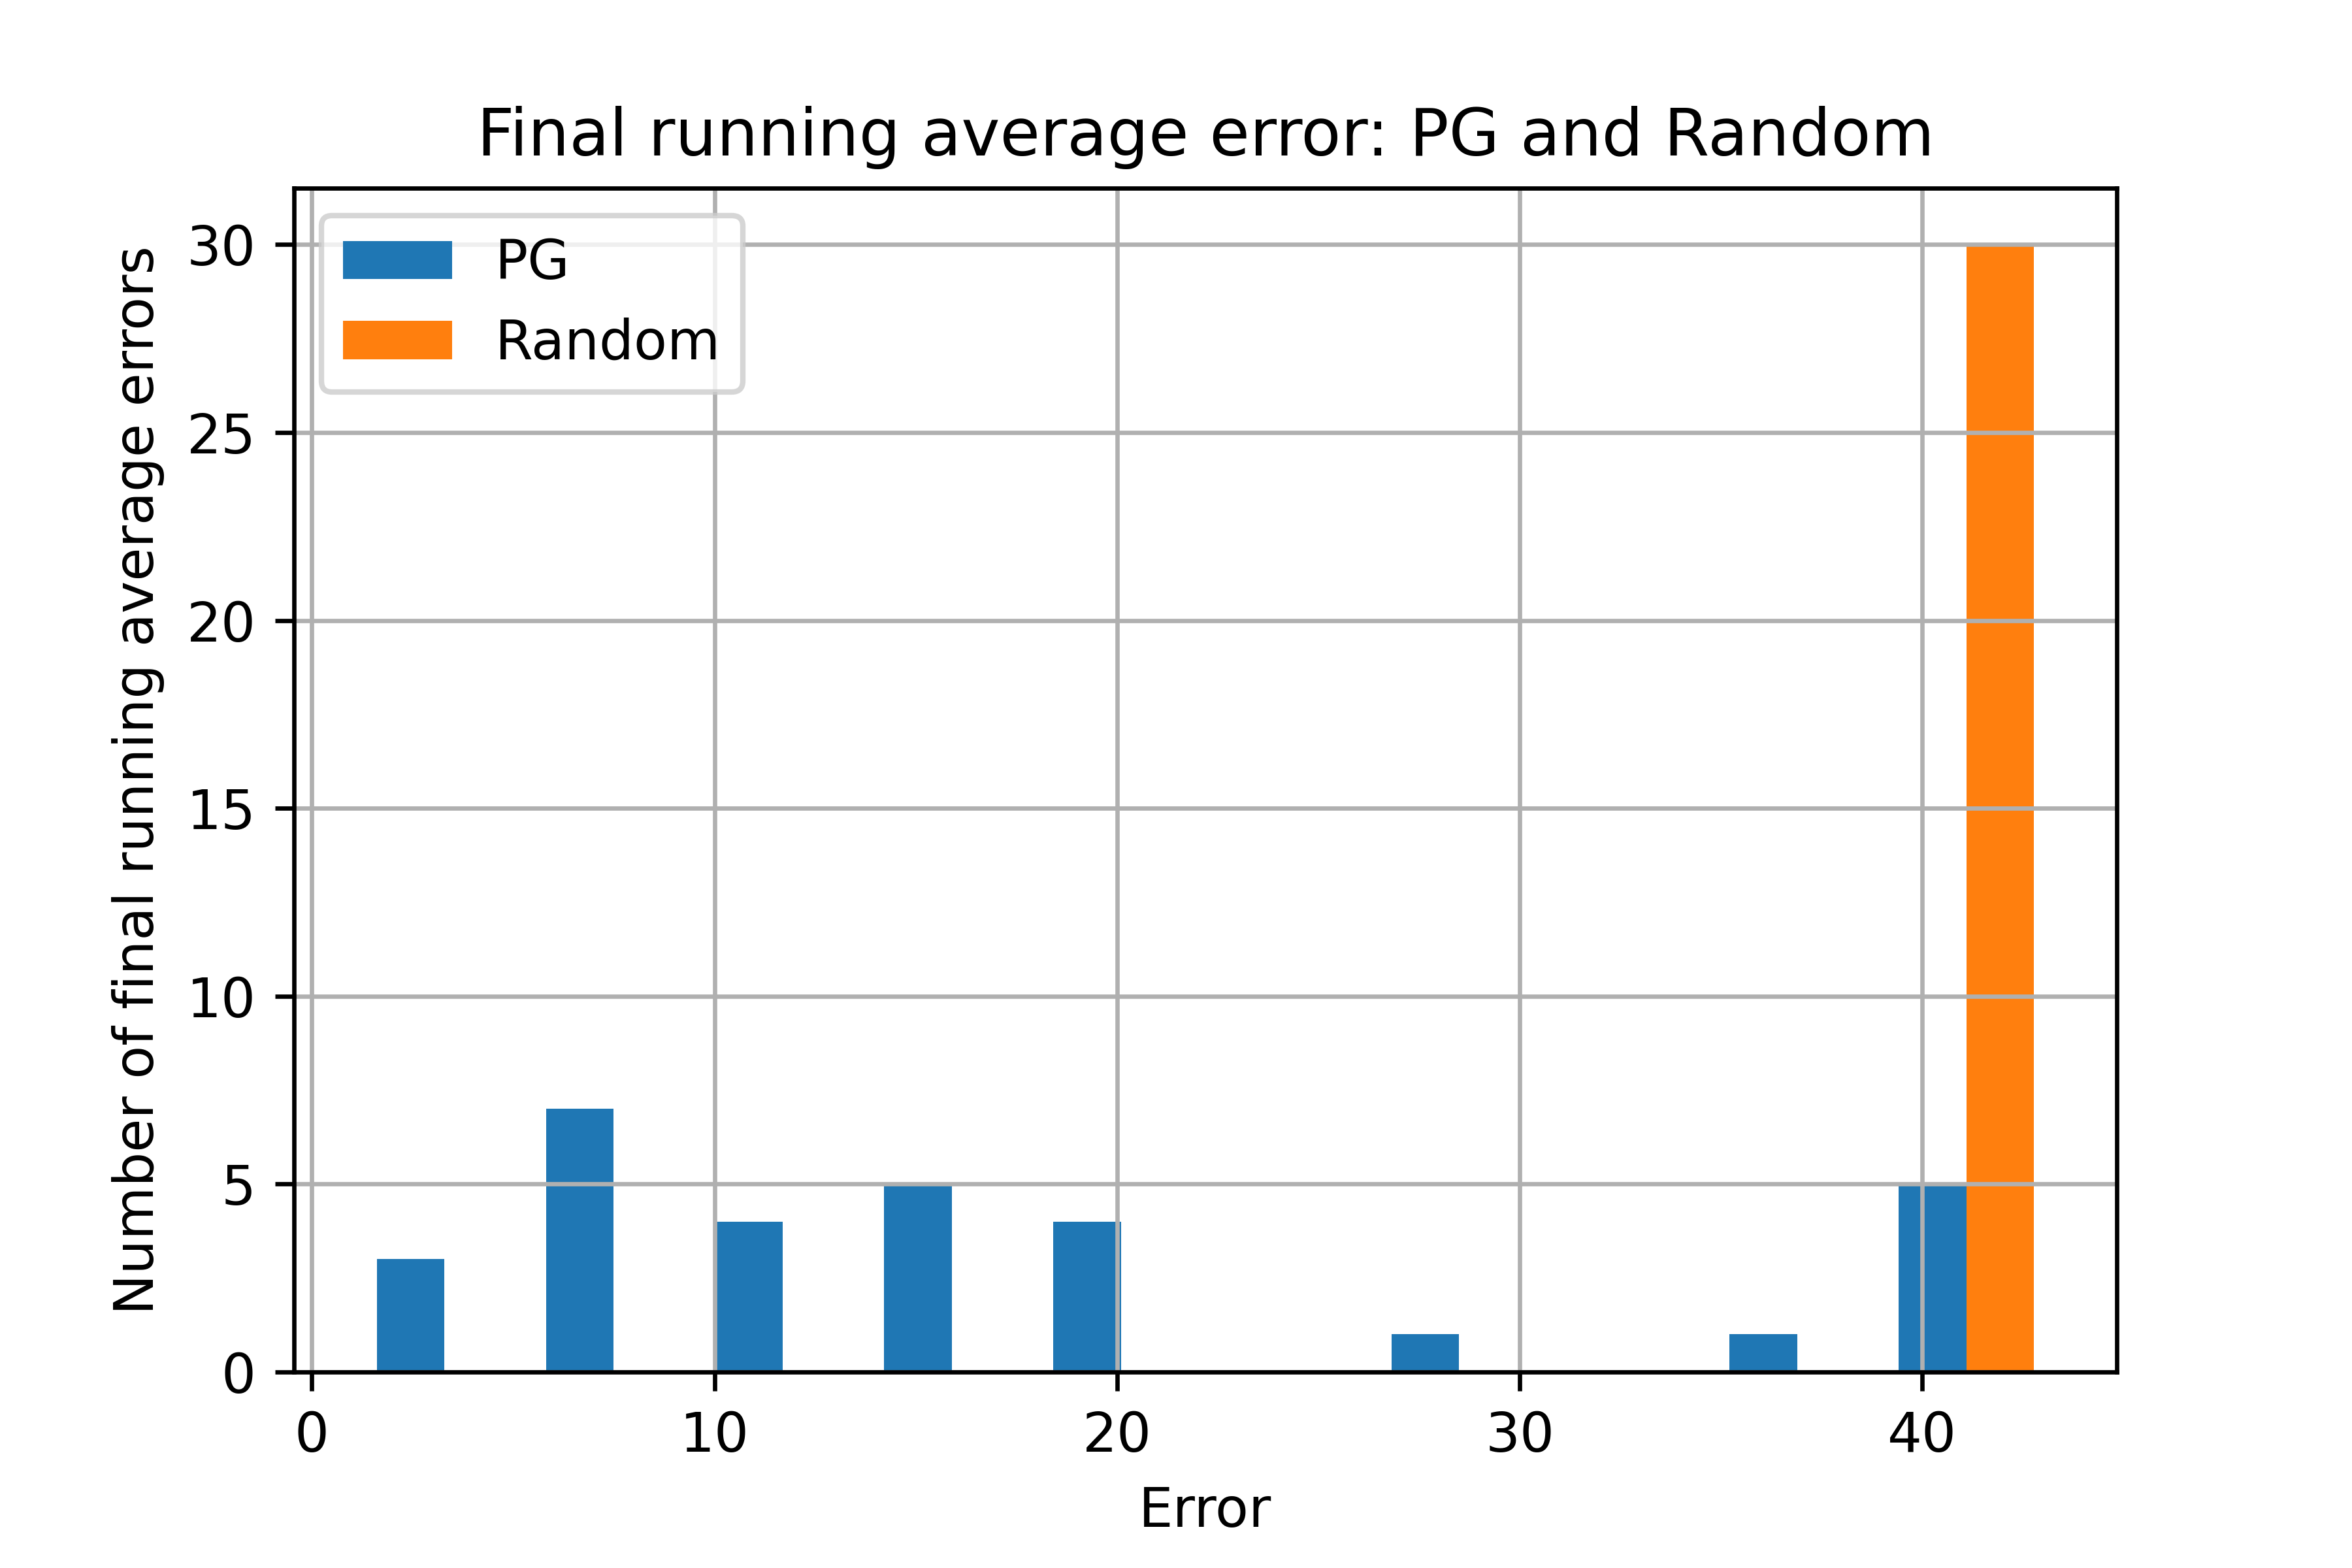 Final running average error: PG and Random
PG
Random
Number of final running average errors
30
25
20
15
10
5
0
0 10 20 30 40
Error